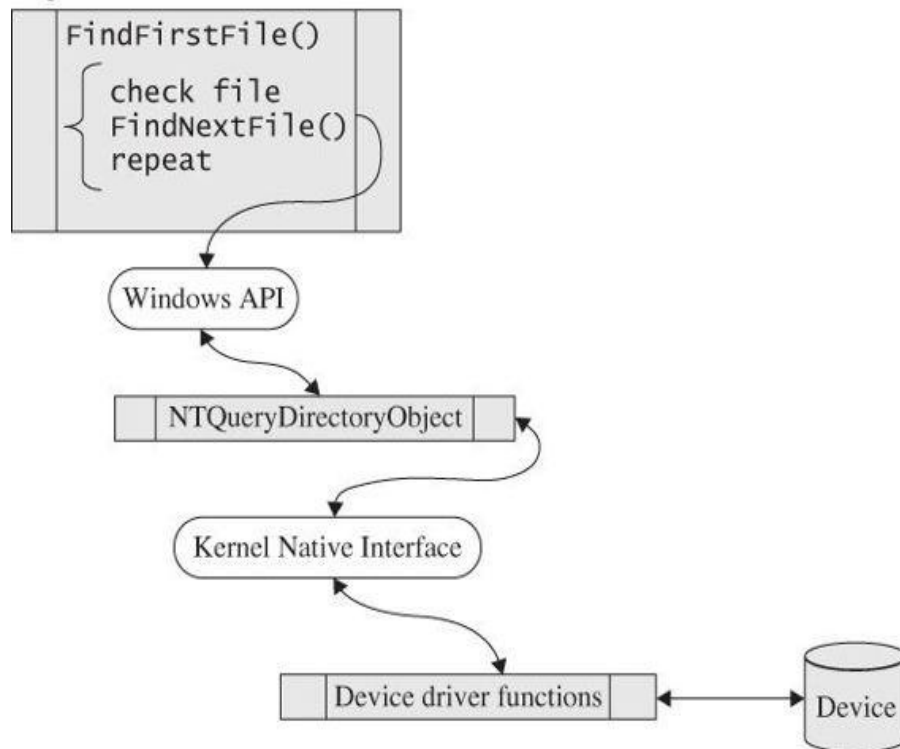 FindFirstFile()
check file
FindNextFile()
repeat
Windows API
NTQueryDirectoryObject
Kernel Native Interface
Device driver functions
Device